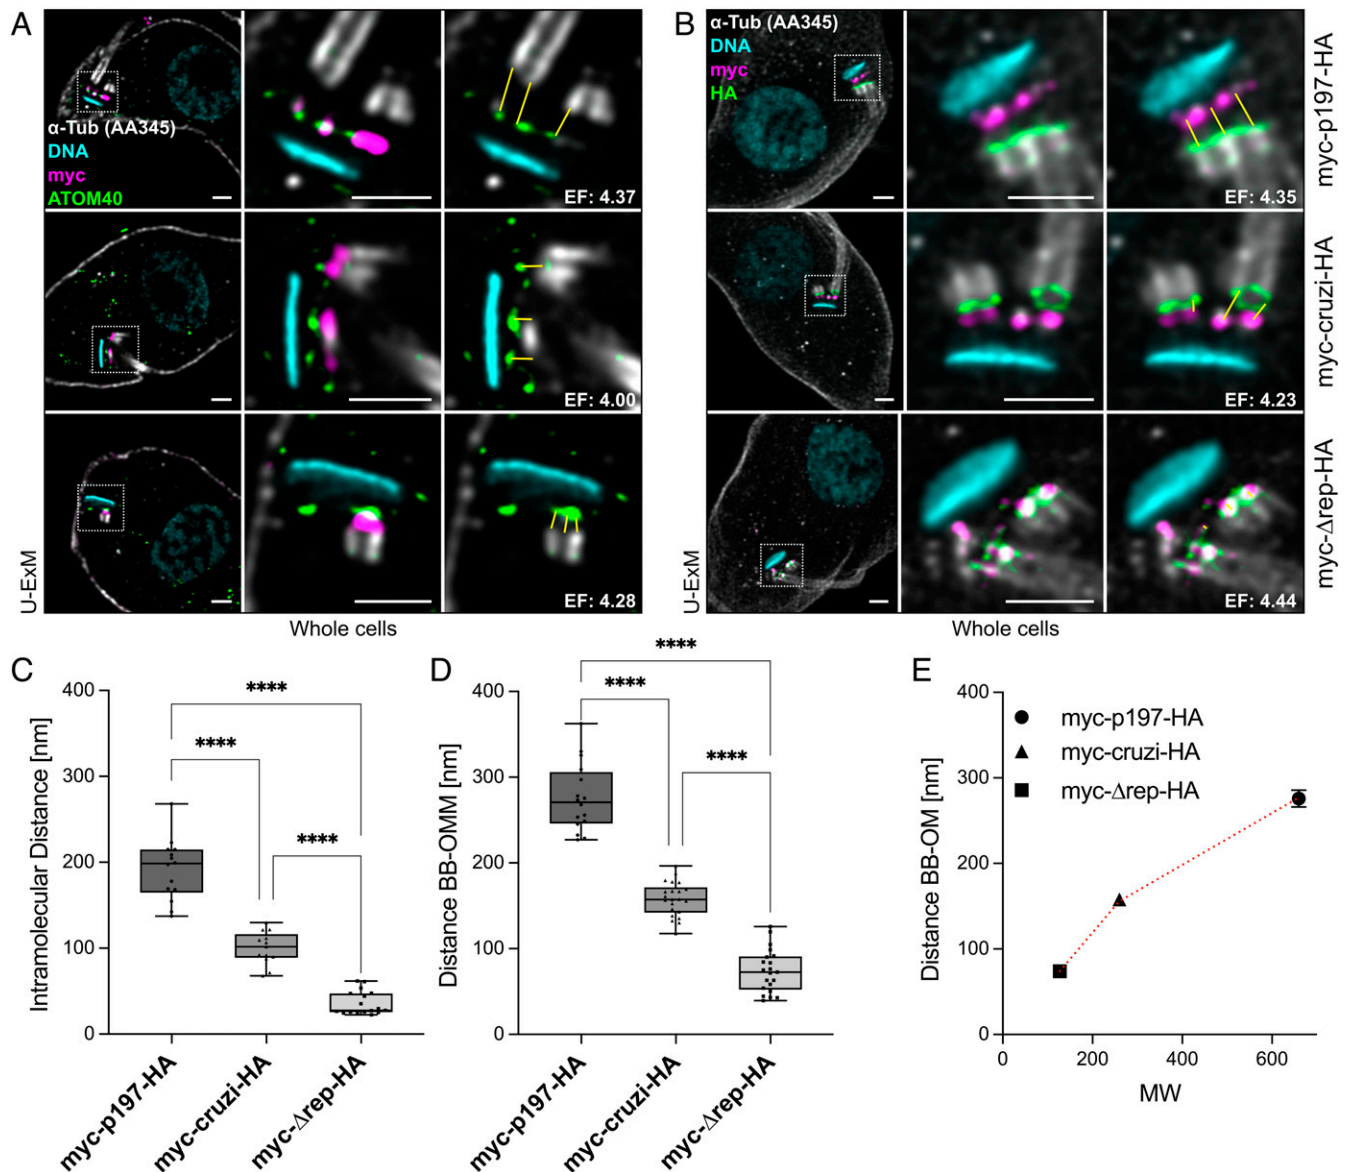 A
α-Tub (AA345)
DNA
myc
ATOM40
EF: 4.37
EF: 4.00
EF: 4.28
U-ExM
Whole cells
B
α-Tub (AA345)
DNA
myc
HA
EF: 4.35
EF: 4.23
EF: 4.44
U-ExM
Whole cells
myc-p197-HA
myc-cruzi-HA
myc-Δrep-HA
C
Intramolecular Distance [nm]
400
300
200
100
0
****
****
****
myc-p197-HA
myc-cruzi-HA
myc-Δrep-HA
D
Distance BB-OMM [nm]
400
300
200
100
0
****
****
****
myc-p197-HA
myc-cruzi-HA
myc-Δrep-HA
E
Distance BB-OM [nm]
400
300
200
100
0
myc-p197-HA
myc-cruzi-HA
myc-Δrep-HA
0 200 400 600
MW